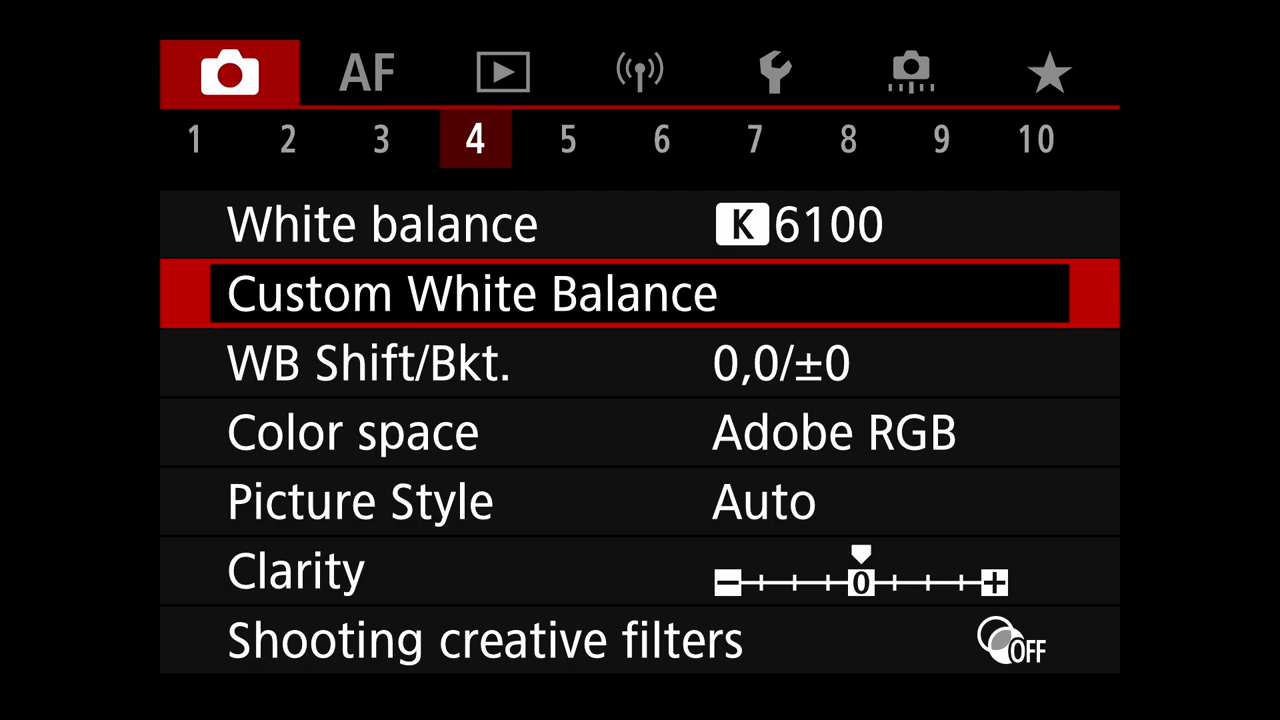 AF
1 2 3 4 5 6 7 8 9 10
White balance K 6100
Custom White Balance
WB Shift/Bkt. 0,0/±0
Color space Adobe RGB
Picture Style Auto
Clarity − 0 +
Shooting creative filters OFF